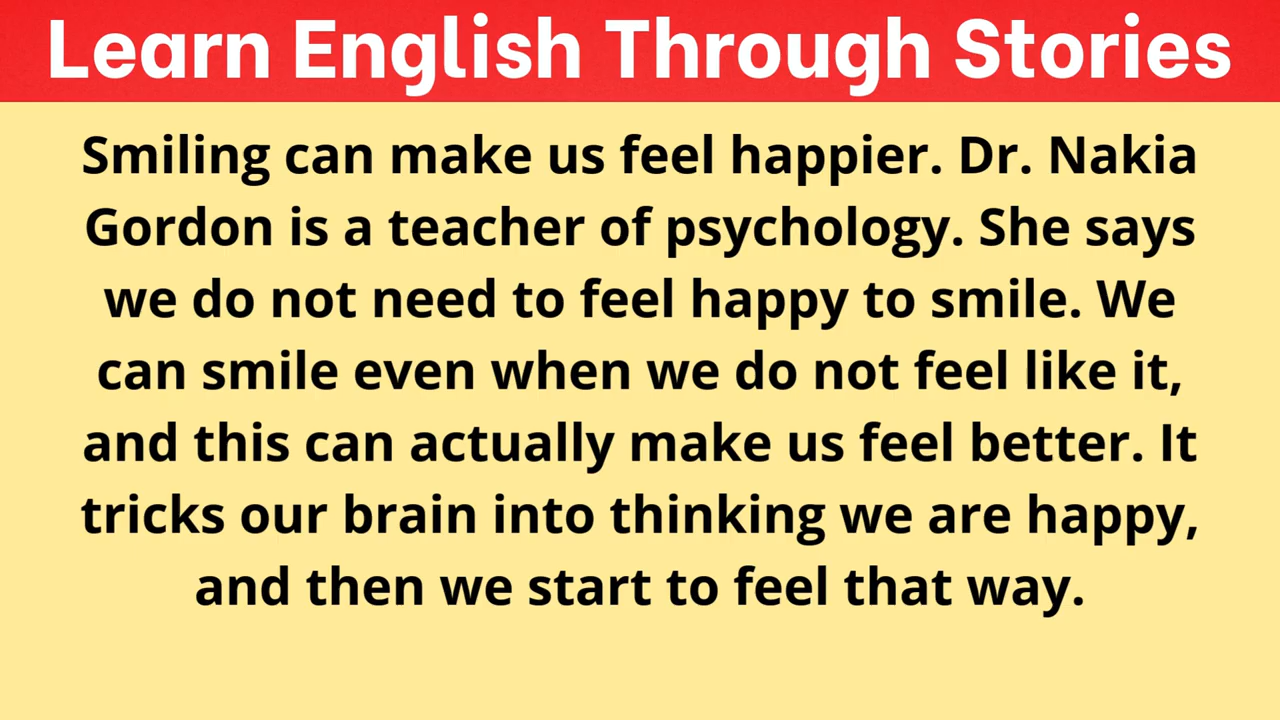 Learn English Through Stories
Smiling can make us feel happier. Dr. Nakia
Gordon is a teacher of psychology. She says
we do not need to feel happy to smile. We
can smile even when we do not feel like it,
and this can actually make us feel better. It
tricks our brain into thinking we are happy,
and then we start to feel that way.